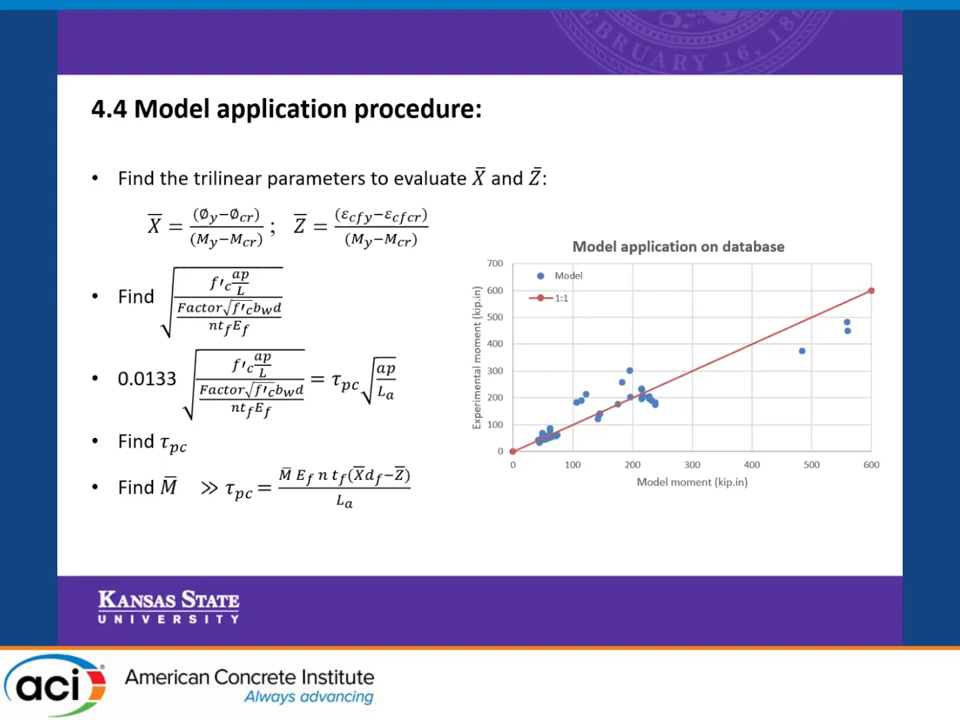 FEBRUARY 16, 18
4.4 Model application procedure:
• Find the trilinear parameters to evaluate X̅ and Z̅:
X̅ = (∅y−∅cr)/(My−Mcr) ; Z̅ = (εcfy−εcfcr)/(My−Mcr)
• Find √((f′c ap/L)/((Factor√f′c bw d)/(n tf Ef)))
• 0.0133 √((f′c ap/L)/((Factor√f′c bw d)/(n tf Ef))) = τpc √(ap/La)
• Find τpc
• Find M̅ ≫ τpc = (M̅ Ef n tf(X̅df−Z̅))/La
Model application on database
Experimental moment (kip.in)
700
600
500
400
300
200
100
0
Model
1:1
0 100 200 300 400 500 600
Model moment (kip.in)
KANSAS STATE
UNIVERSITY
aci
American Concrete Institute
Always advancing